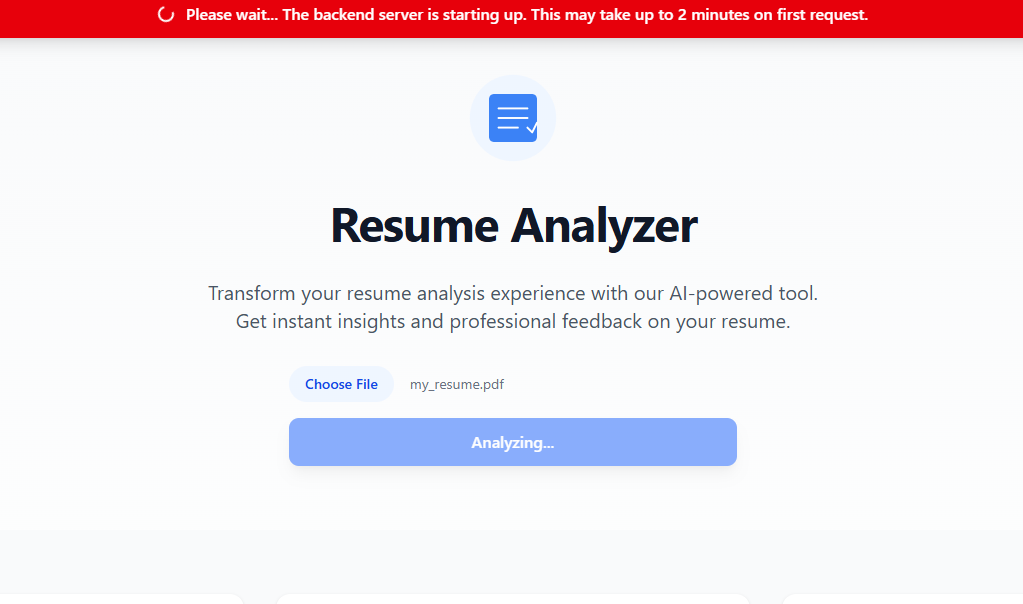 Please wait... The backend server is starting up. This may take up to 2 minutes on first request.
Resume Analyzer
Transform your resume analysis experience with our AI-powered tool.
Get instant insights and professional feedback on your resume.
Choose File my_resume.pdf
Analyzing...